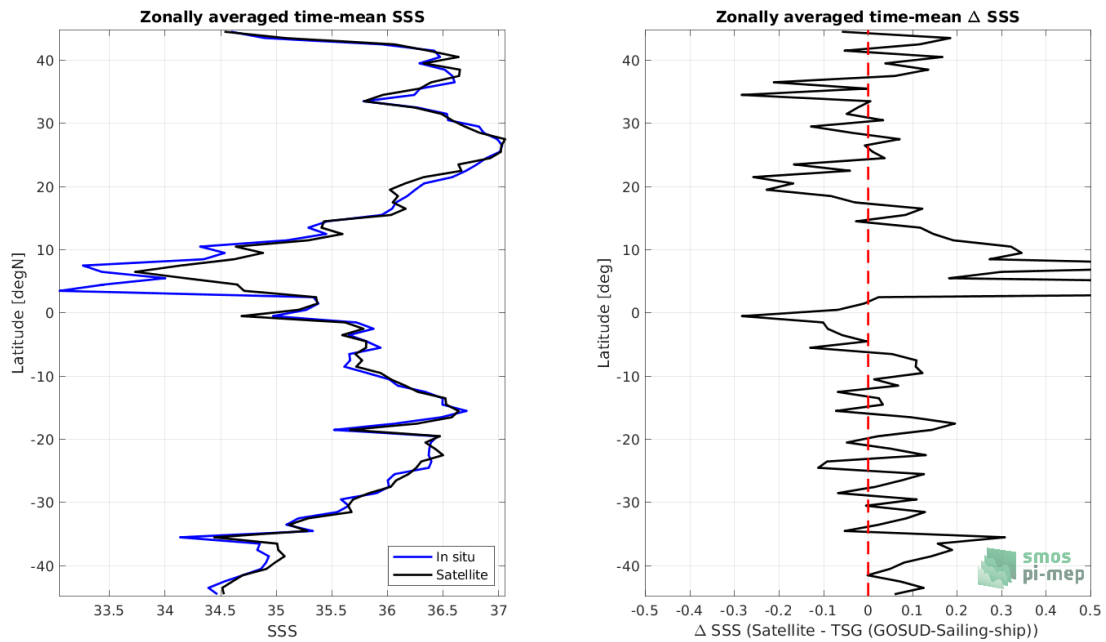 Zonally averaged time-mean SSS
40
30
20
10
0
-10
-20
-30
-40
Latitude [degN]
33.5 34 34.5 35 35.5 36 36.5 37
SSS
In situ
Satellite
Zonally averaged time-mean Δ SSS
40
30
20
10
0
-10
-20
-30
-40
Latitude [deg]
-0.5 -0.4 -0.3 -0.2 -0.1 0 0.1 0.2 0.3 0.4 0.5
Δ SSS (Satellite - TSG (GOSUD-Sailing-ship))
smos
pi-mep